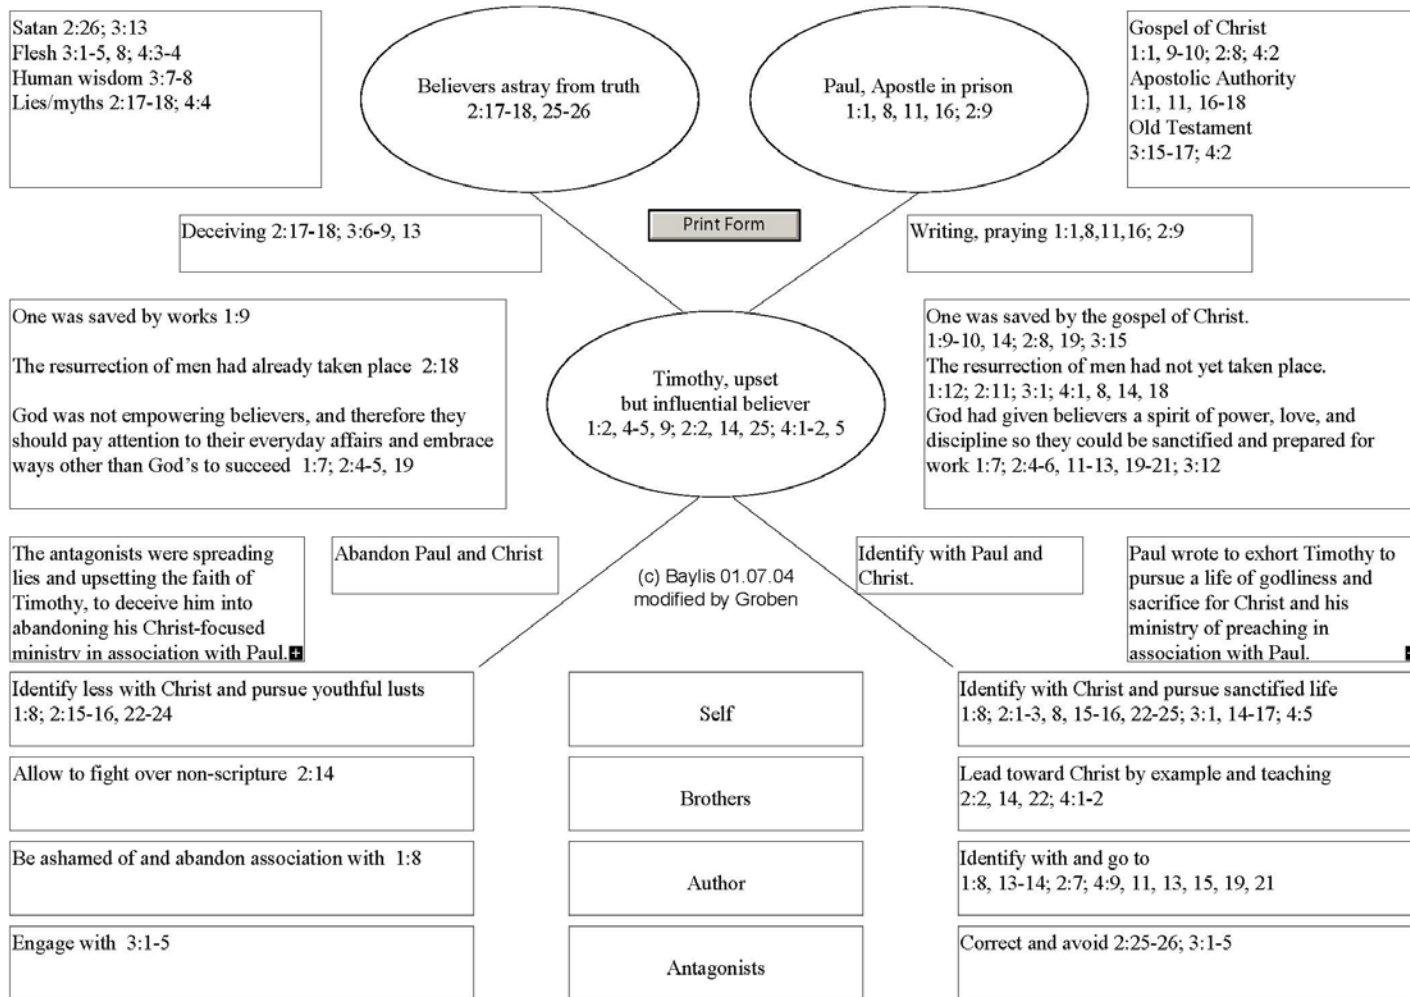 Satan 2:26; 3:13
Flesh 3:1-5, 8; 4:3-4
Human wisdom 3:7-8
Lies/myths 2:17-18; 4:4
Believers astray from truth
2:17-18, 25-26
Paul, Apostle in prison
1:1, 8, 11, 16; 2:9
Gospel of Christ
1:1, 9-10; 2:8; 4:2
Apostolic Authority
1:1, 11, 16-18
Old Testament
3:15-17; 4:2
Deceiving 2:17-18; 3:6-9, 13
Print Form
Writing, praying 1:1,8,11,16; 2:9
One was saved by works 1:9
The resurrection of men had already taken place 2:18
God was not empowering believers, and therefore they
should pay attention to their everyday affairs and embrace
ways other than God's to succeed 1:7; 2:4-5, 19
Timothy, upset
but influential believer
1:2, 4-5, 9; 2:2, 14, 25; 4:1-2, 5
One was saved by the gospel of Christ.
1:9-10, 14; 2:8, 19; 3:15
The resurrection of men had not yet taken place.
1:12; 2:11; 3:1; 4:1, 8, 14, 18
God had given believers a spirit of power, love, and
discipline so they could be sanctified and prepared for
work 1:7; 2:4-6, 11-13, 19-21; 3:12
The antagonists were spreading
lies and upsetting the faith of
Timothy, to deceive him into
abandoning his Christ-focused
ministry in association with Paul.
Abandon Paul and Christ
(c) Baylis 01.07.04
modified by Groben
Identify with Paul and
Christ.
Paul wrote to exhort Timothy to
pursue a life of godliness and
sacrifice for Christ and his
ministry of preaching in
association with Paul.
Identify less with Christ and pursue youthful lusts
1:8; 2:15-16, 22-24
Self
Identify with Christ and pursue sanctified life
1:8; 2:1-3, 8, 15-16, 22-25; 3:1, 14-17; 4:5
Allow to fight over non-scripture 2:14
Brothers
Lead toward Christ by example and teaching
2:2, 14, 22; 4:1-2
Be ashamed of and abandon association with 1:8
Author
Identify with and go to
1:8, 13-14; 2:7; 4:9, 11, 13, 15, 19, 21
Engage with 3:1-5
Antagonists
Correct and avoid 2:25-26; 3:1-5